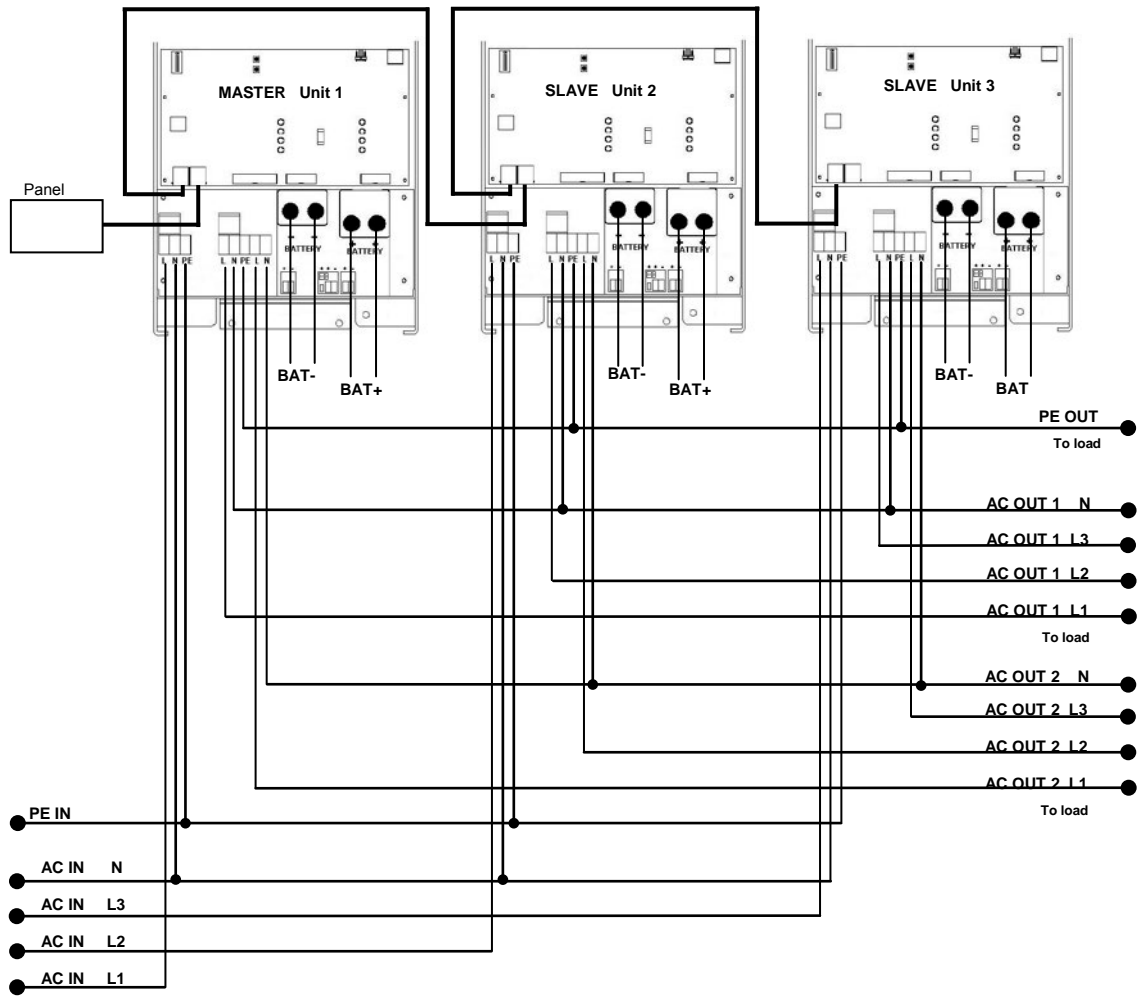 MASTER Unit 1
SLAVE Unit 2
SLAVE Unit 3
Panel
BATTERY BATTERY
BATTERY BATTERY
BATTERY BATTERY
L N PE
L N PE L N
L N PE
L N PE L N
L N PE
L N PE L N
BAT-
BAT+
BAT-
BAT+
BAT-
BAT
PE OUT
To load
AC OUT 1 N
AC OUT 1 L3
AC OUT 1 L2
AC OUT 1 L1
To load
AC OUT 2 N
AC OUT 2 L3
AC OUT 2 L2
AC OUT 2 L1
To load
PE IN
AC IN N
AC IN L3
AC IN L2
AC IN L1